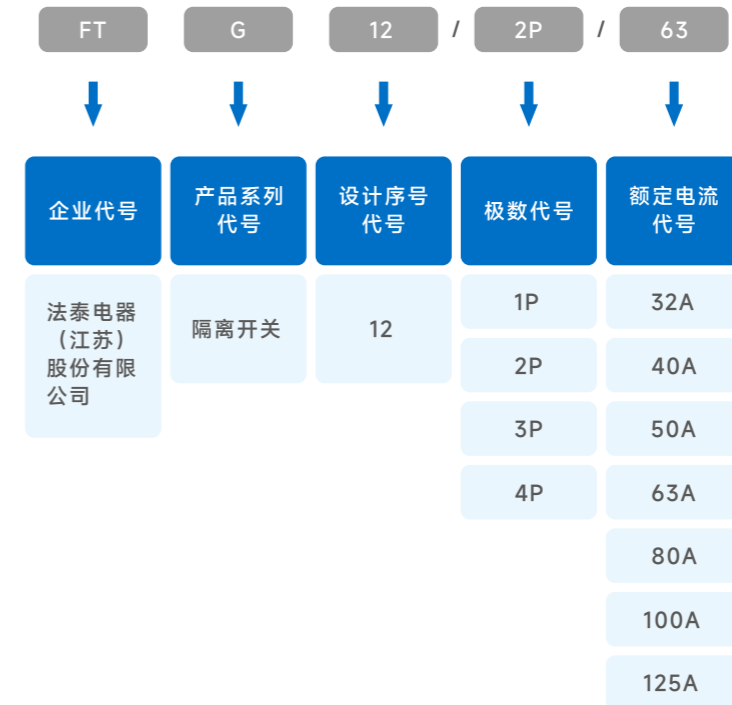 FT G 12 / 2P / 63
企业代号
产品系列
代号
设计序号
代号
极数代号
额定电流
代号
法泰电器
（江苏）
股份有限
公司
隔离开关
12
1P
2P
3P
4P
32A
40A
50A
63A
80A
100A
125A